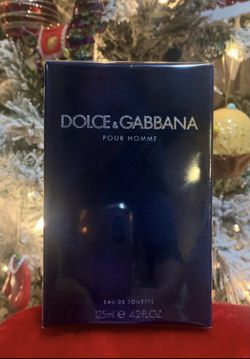 DOLCE & GABBANA
POUR HOMME
EAU DE TOILETTE
125ml ℮ 4.2 FL.OZ